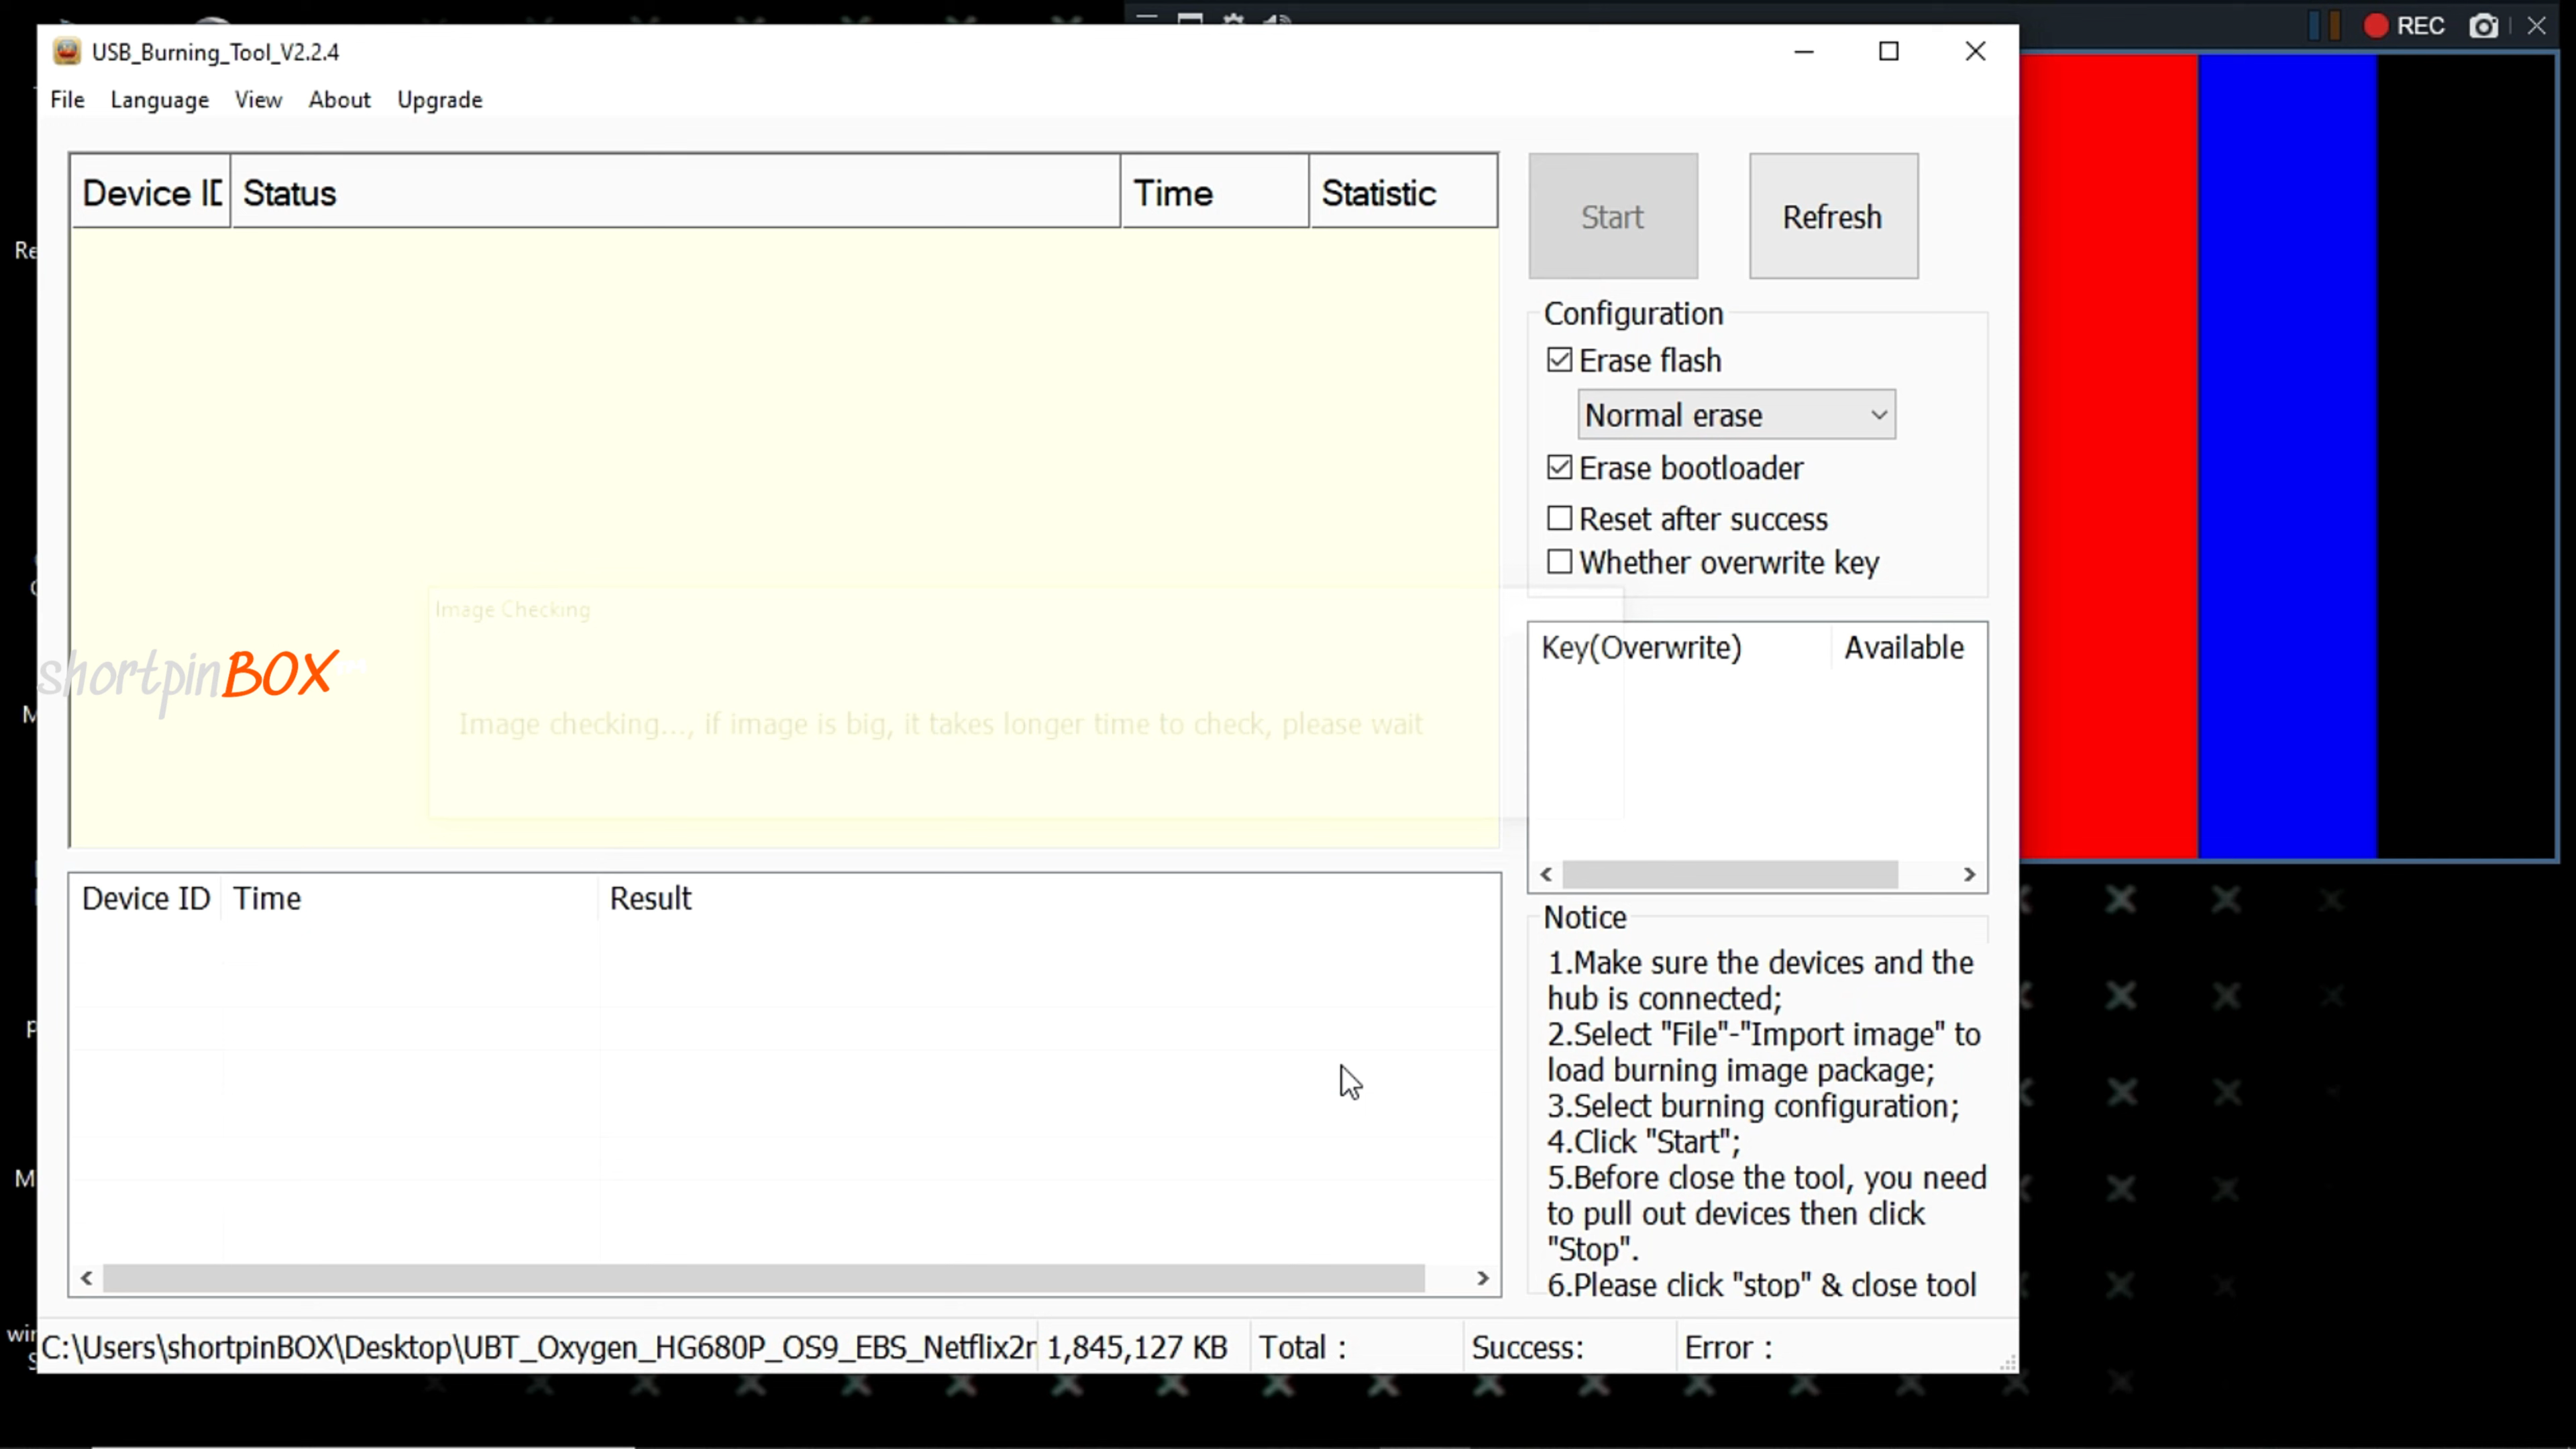 REC
USB_Burning_Tool_V2.2.4
File Language View About Upgrade
Device ID Status Time Statistic
Start Refresh
Configuration
Erase flash
Normal erase
Erase bootloader
Reset after success
Whether overwrite key
Image Checking
Image checking..., if image is big, it takes longer time to check, please wait
shortpinBOX
Key(Overwrite) Available
Device ID Time Result
Notice
1.Make sure the devices and the
hub is connected;
2.Select "File"-"Import image" to
load burning image package;
3.Select burning configuration;
4.Click "Start";
5.Before close the tool, you need
to pull out devices then click
"Stop".
6.Please click "stop" & close tool
C:\Users\shortpinBOX\Desktop\UBT_Oxygen_HG680P_OS9_EBS_Netflix2r 1,845,127 KB Total : Success: Error :